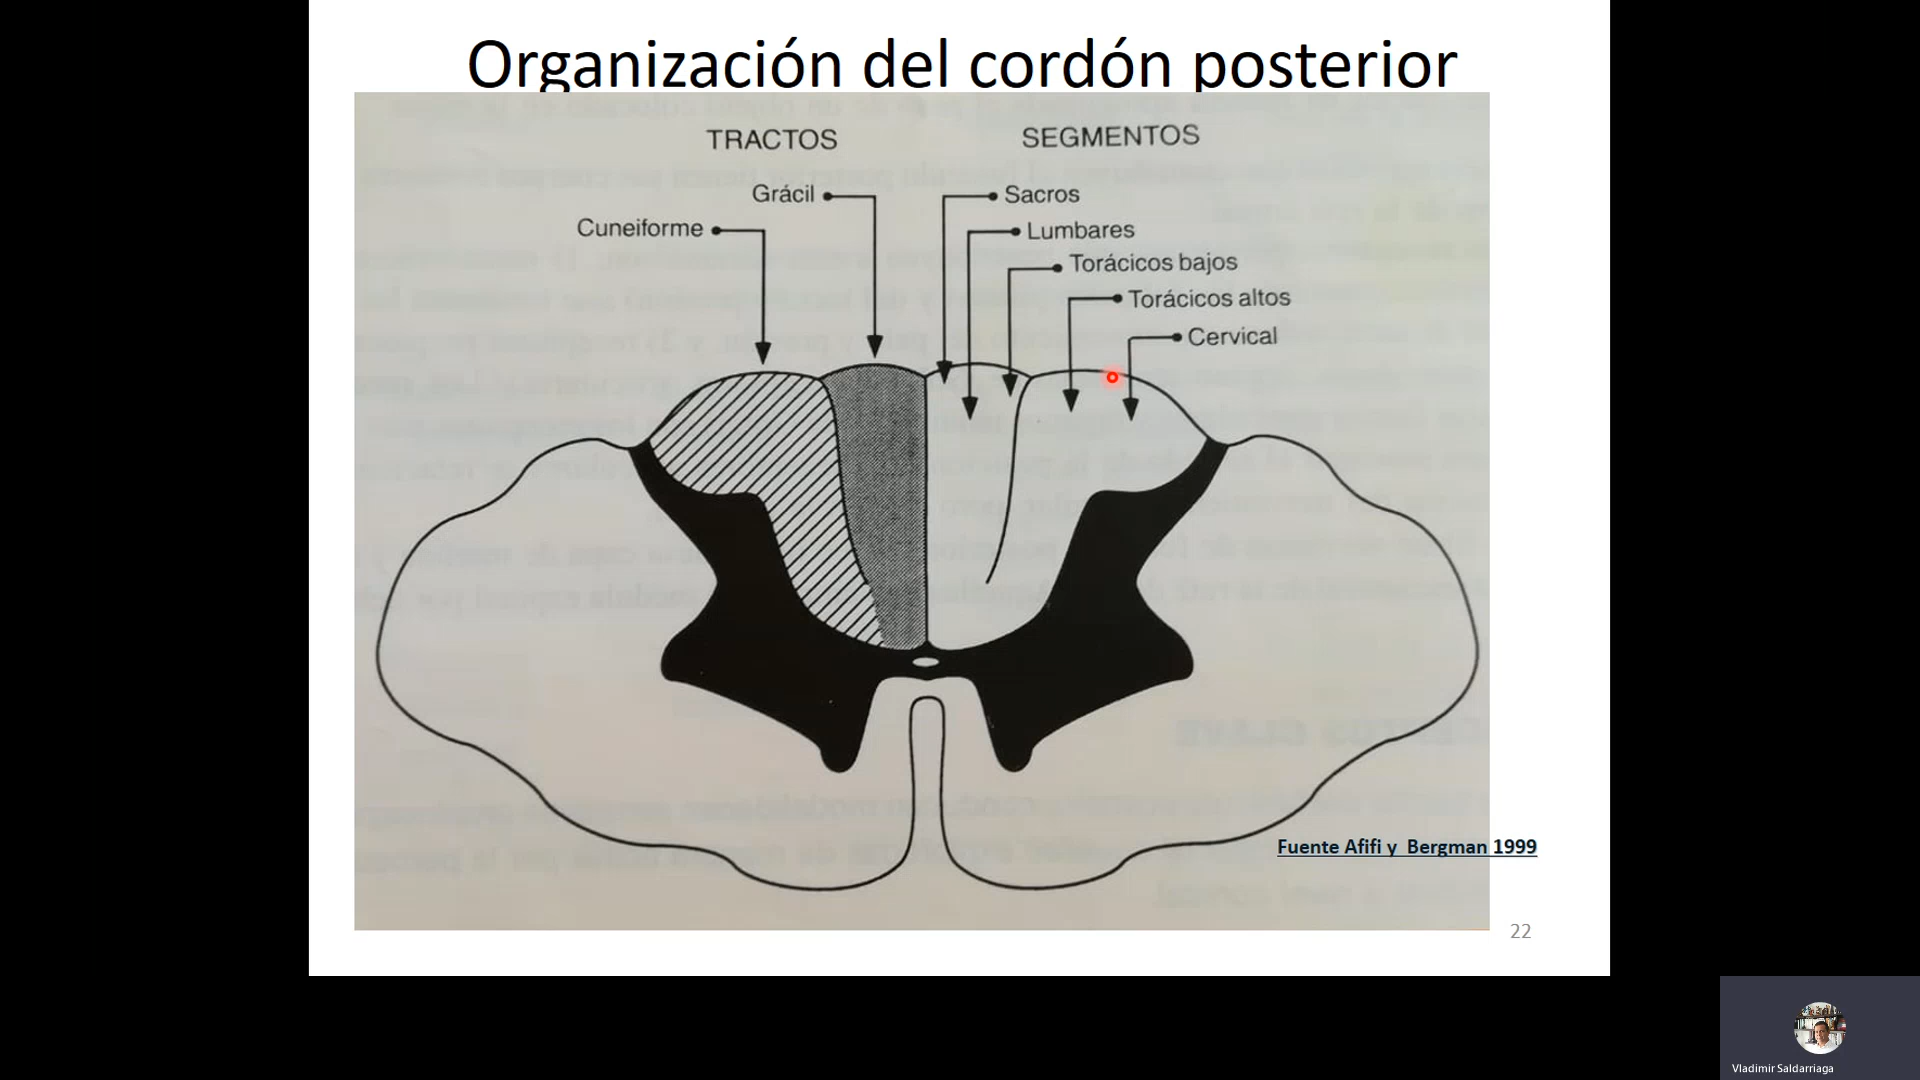 Organización del cordón posterior
TRACTOS
SEGMENTOS
Grácil
Sacros
Cuneiforme
Lumbares
Torácicos bajos
Torácicos altos
Cervical
Fuente Afifi y Bergman 1999
22
Vladimir Saldarriaga